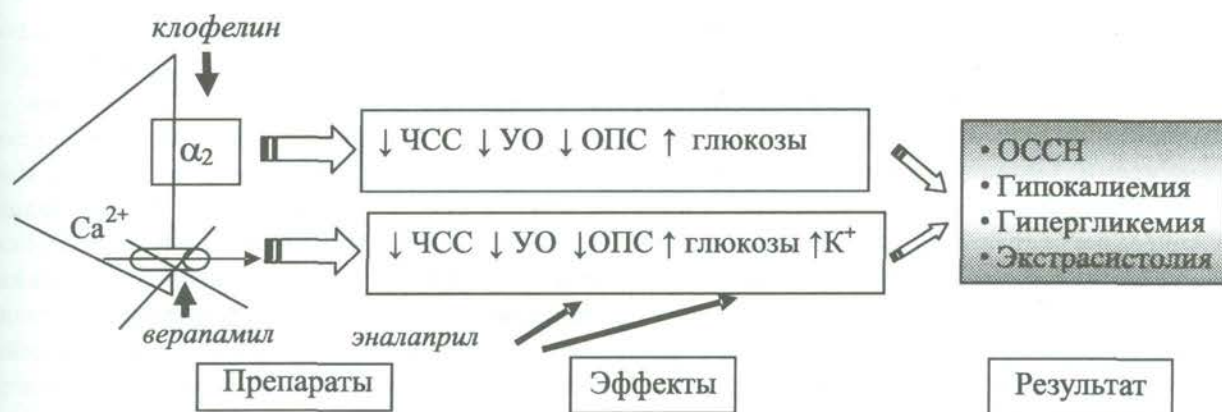 клофелин
α₂
↓ ЧСС ↓ УО ↓ ОПС ↑ глюкозы
Ca²⁺
↓ ЧСС ↓ УО ↓ОПС ↑ глюкозы ↑K⁺
• ОССН
• Гипокалиемия
• Гипергликемия
• Экстрасистолия
верапамил
эналаприл
Препараты
Эффекты
Результат